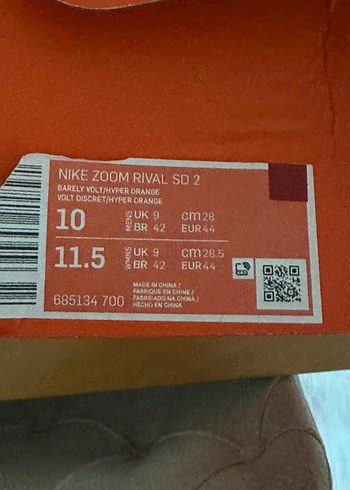 NIKE ZOOM RIVAL SD 2
BARELY VOLT/HYPER ORANGE
VOLT DISCRET/HYPER ORANGE
10 MENS UK 9 cm 28
BR 42 EUR 44
11.5 WMNS UK 9 cm 28.5
BR 42 EUR 44
MADE IN CHINA /
FABRIQUÉ EN CHINE /
FABRICADO NA CHINA /
HECHO EN CHINA
685134 700